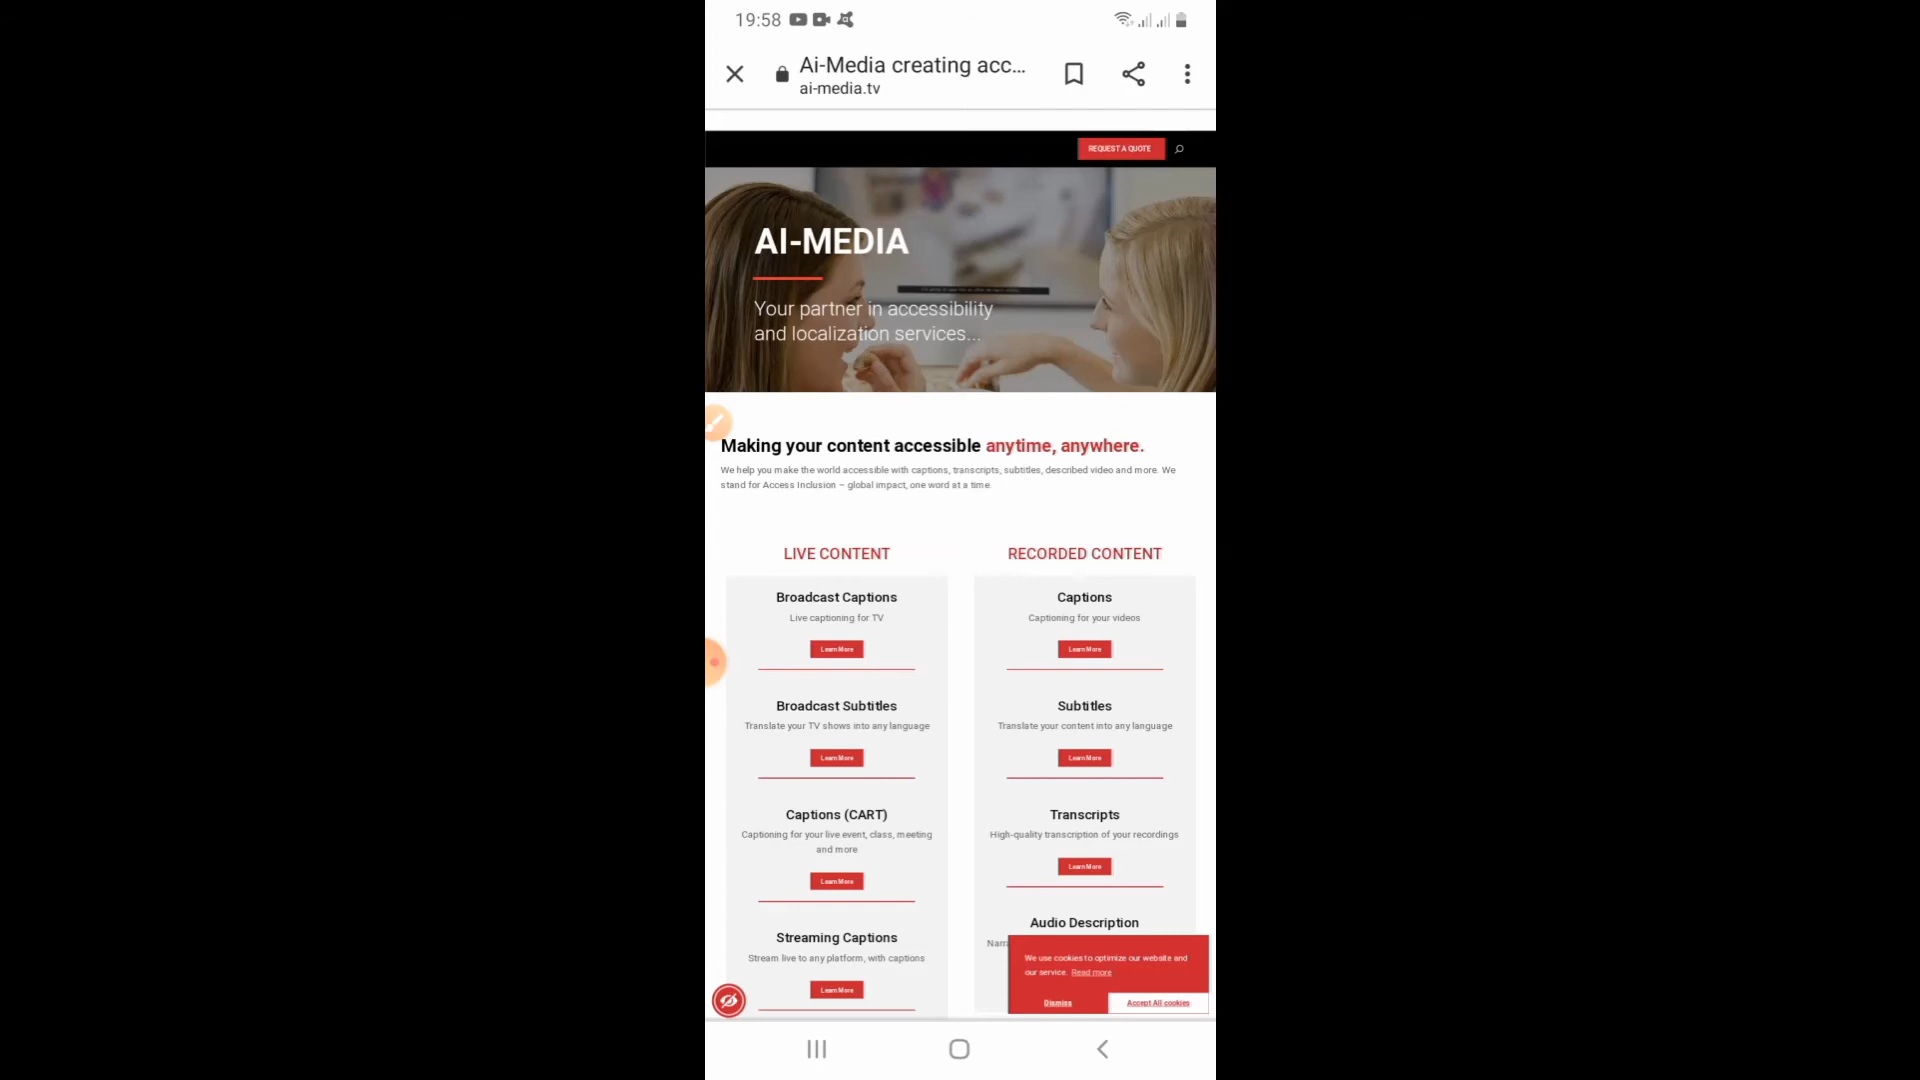 19:58
Ai-Media creating acc...
ai-media.tv
REQUEST A QUOTE
AI-MEDIA
Your partner in accessibility
and localization services...
Making your content accessible anytime, anywhere.
We help you make the world accessible with captions, transcripts, subtitles, described video and more. We
stand for Access Inclusion – global impact, one word at a time.
LIVE CONTENT
Broadcast Captions
Live captioning for TV
Learn More
Broadcast Subtitles
Translate your TV shows into any language
Learn More
Captions (CART)
Captioning for your live event, class, meeting
and more
Learn More
Streaming Captions
Stream live to any platform, with captions
Learn More
RECORDED CONTENT
Captions
Captioning for your videos
Learn More
Subtitles
Translate your content into any language
Learn More
Transcripts
High-quality transcription of your recordings
Learn More
Audio Description
Narra
We use cookies to optimize our website and
our service. Read more
Dismiss
Accept All cookies